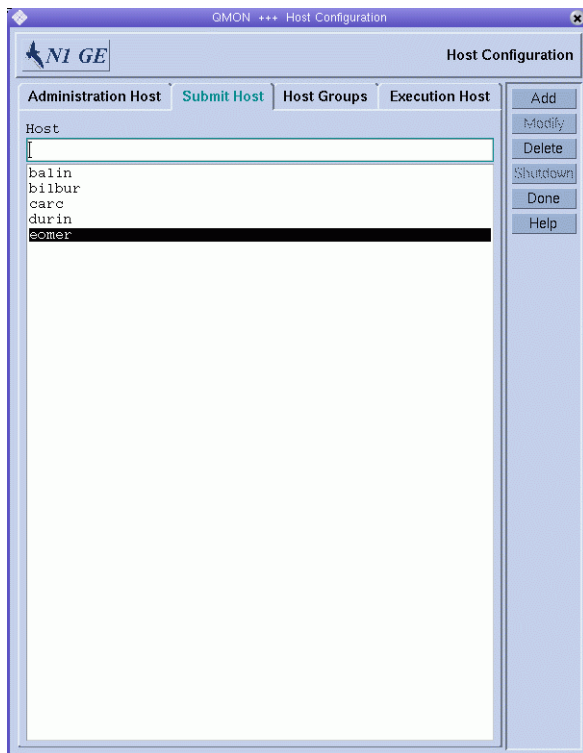 QMON +++ Host Configuration
N1 GE
Host Configuration
Administration Host Submit Host Host Groups Execution Host
Host
balin
bilbur
carc
durin
eomer
Add
Modify
Delete
Shutdown
Done
Help